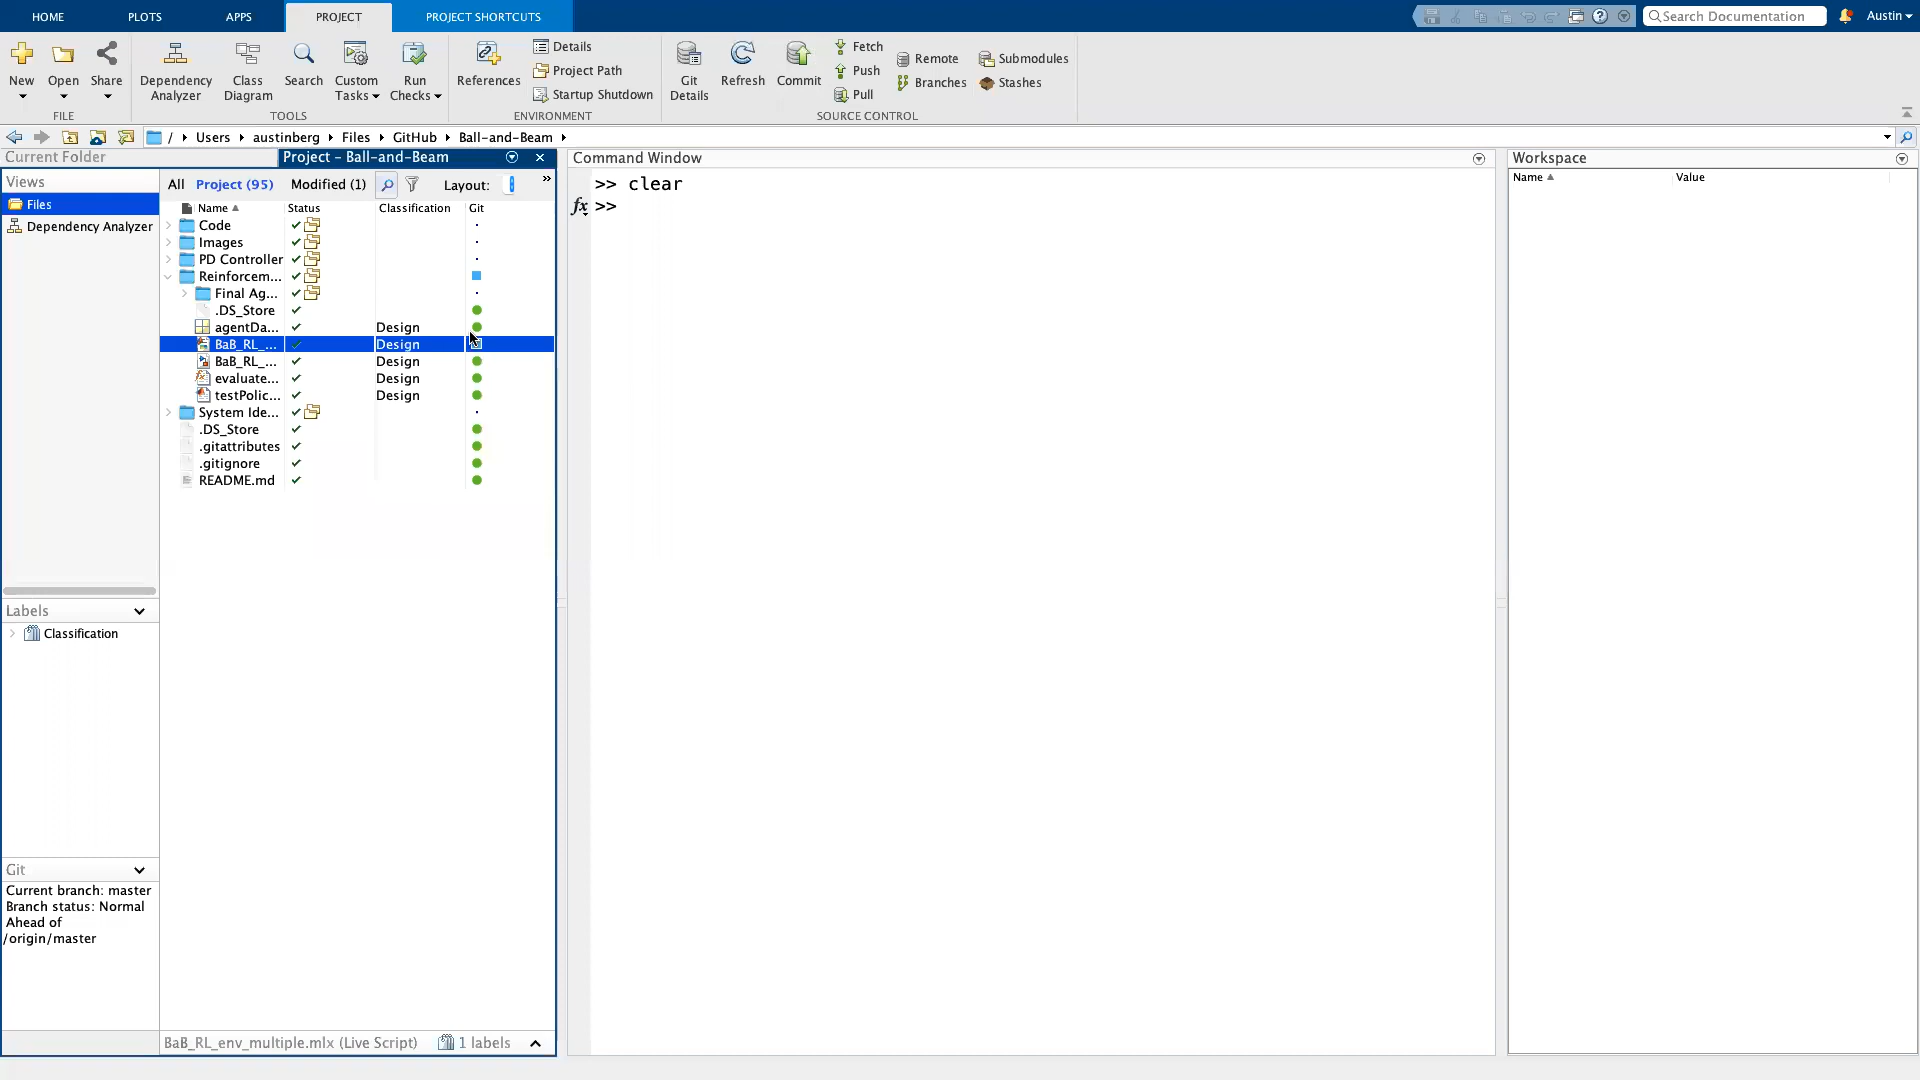 HOME PLOTS APPS PROJECT PROJECT SHORTCUTS Search Documentation Austin
New Open Share Dependency Analyzer Class Diagram Search Custom Tasks Run Checks References Details Project Path Startup Shutdown Git Details Refresh Commit Fetch Push Pull Remote Branches Submodules Stashes
FILE TOOLS ENVIRONMENT SOURCE CONTROL
/ Users austinberg Files GitHub Ball-and-Beam
Current Folder Project - Ball-and-Beam Command Window Workspace
Views All Project (95) Modified (1) Layout: »
Name Value
Files
Dependency Analyzer
Name Status Classification Git
Code
Images
PD Controller
Reinforcem...
Final Ag...
.DS_Store
agentDa... Design
BaB_RL_... Design
BaB_RL_... Design
evaluate... Design
testPolic... Design
System Ide...
.DS_Store
.gitattributes
.gitignore
README.md
>> clear
fx >>
Labels
Classification
Git
Current branch: master
Branch status: Normal
Ahead of
/origin/master
BaB_RL_env_multiple.mlx (Live Script) 1 labels